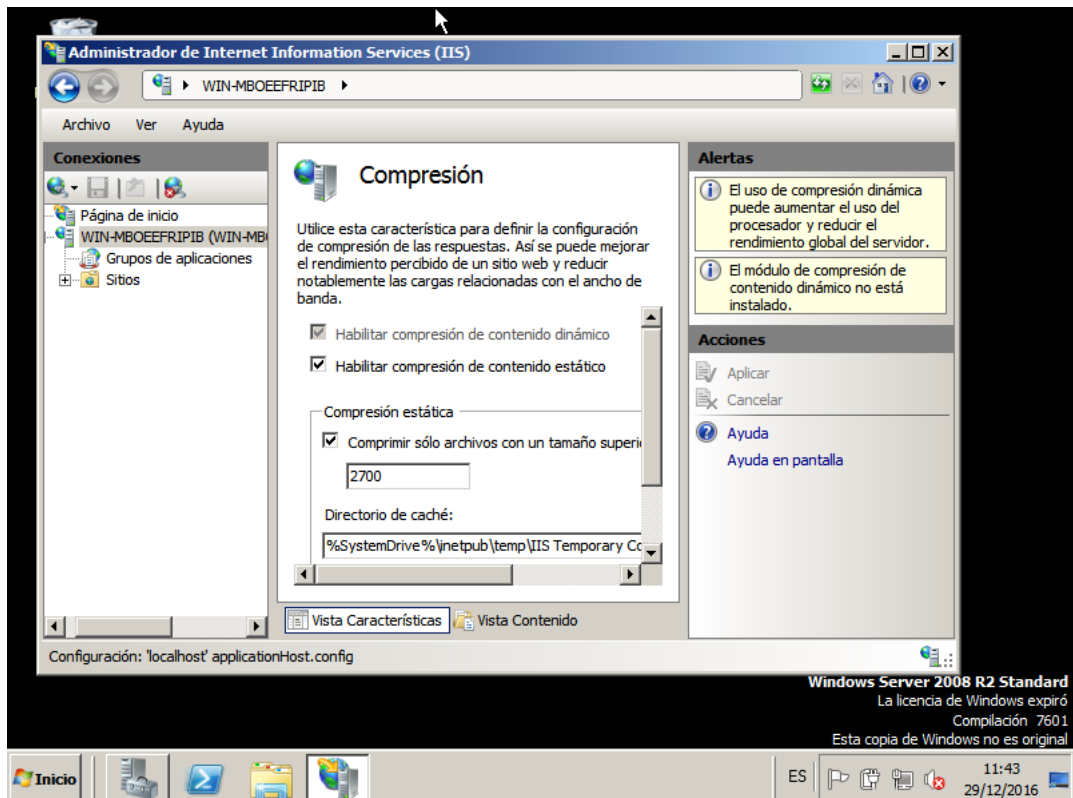 Administrador de Internet Information Services (IIS)
WIN-MBOEEFRIPIB
Archivo Ver Ayuda
Conexiones
Página de inicio
WIN-MBOEEFRIPIB (WIN-MB
Grupos de aplicaciones
Sitios
Compresión
Utilice esta característica para definir la configuración
de compresión de las respuestas. Así se puede mejorar
el rendimiento percibido de un sitio web y reducir
notablemente las cargas relacionadas con el ancho de
banda.
Habilitar compresión de contenido dinámico
Habilitar compresión de contenido estático
Compresión estática
Comprimir sólo archivos con un tamaño superi
2700
Directorio de caché:
%SystemDrive%\inetpub\temp\IIS Temporary Co
Vista Características Vista Contenido
Alertas
El uso de compresión dinámica
puede aumentar el uso del
procesador y reducir el
rendimiento global del servidor.
El módulo de compresión de
contenido dinámico no está
instalado.
Acciones
Aplicar
Cancelar
Ayuda
Ayuda en pantalla
Configuración: 'localhost' applicationHost.config
Windows Server 2008 R2 Standard
La licencia de Windows expiró
Compilación 7601
Esta copia de Windows no es original
Inicio
ES
11:43
29/12/2016